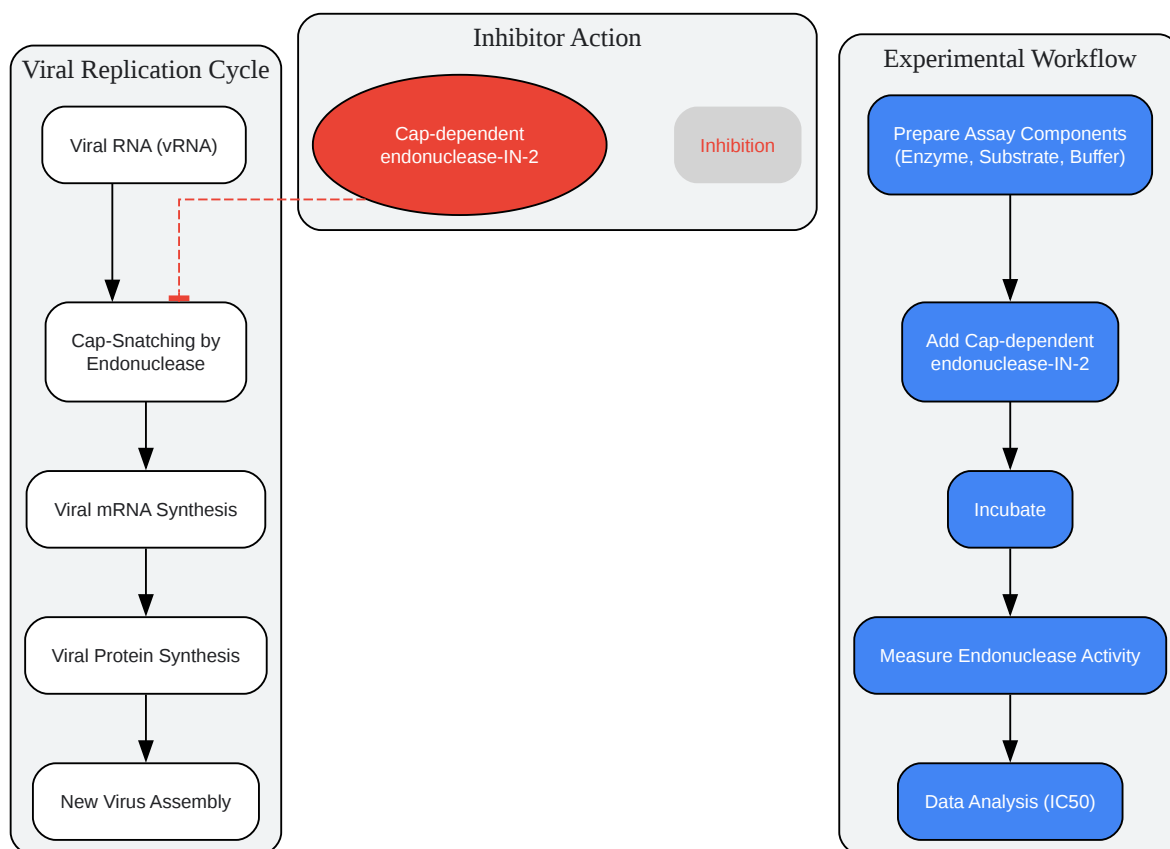 Viral Replication Cycle
Viral RNA (vRNA)
Cap-Snatching by
Endonuclease
Viral mRNA Synthesis
Viral Protein Synthesis
New Virus Assembly
Inhibitor Action
Cap-dependent
endonuclease-IN-2
Inhibition
Experimental Workflow
Prepare Assay Components
(Enzyme, Substrate, Buffer)
Add Cap-dependent
endonuclease-IN-2
Incubate
Measure Endonuclease Activity
Data Analysis (IC50)